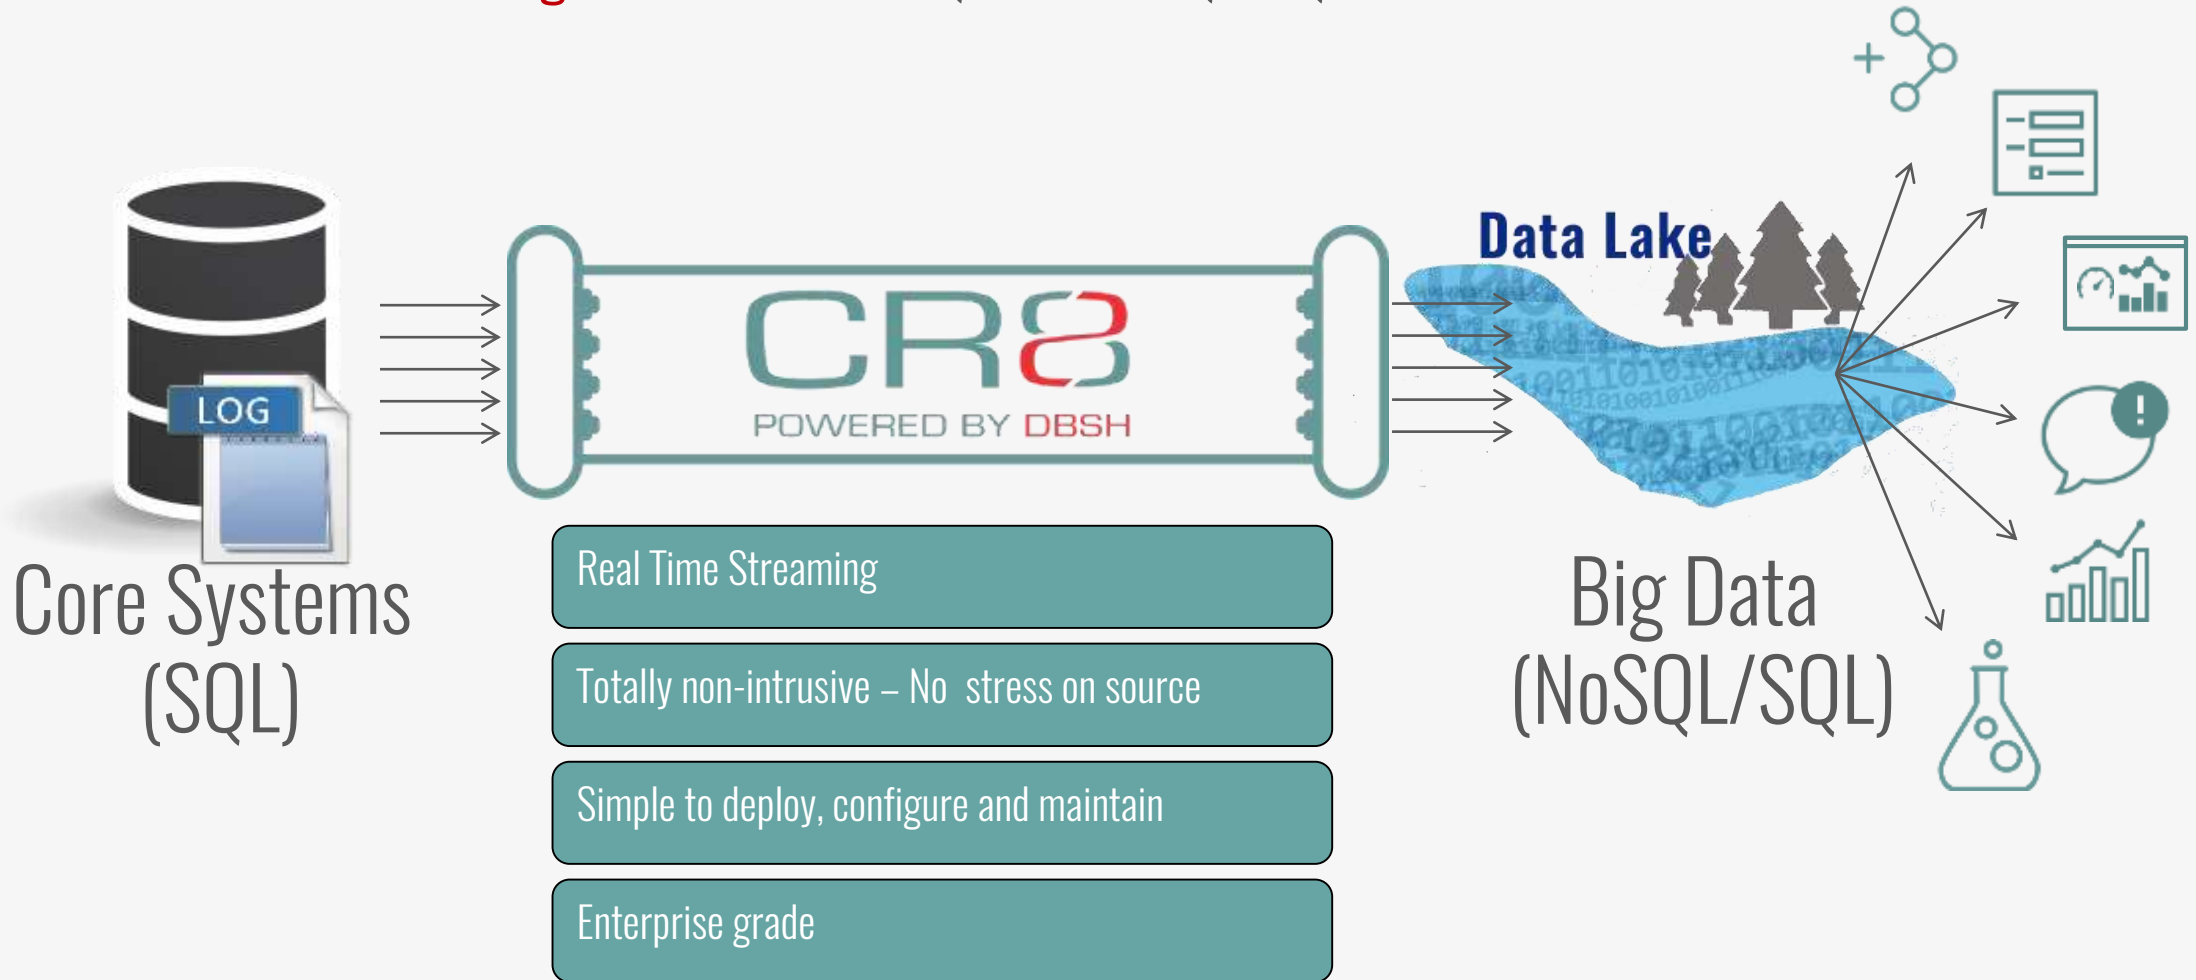 LOG
Core Systems
(SQL)
CR8
POWERED BY DBSH
Real Time Streaming
Totally non-intrusive – No  stress on source
Simple to deploy, configure and maintain
Enterprise grade
Data Lake
Big Data
(NoSQL/SQL)